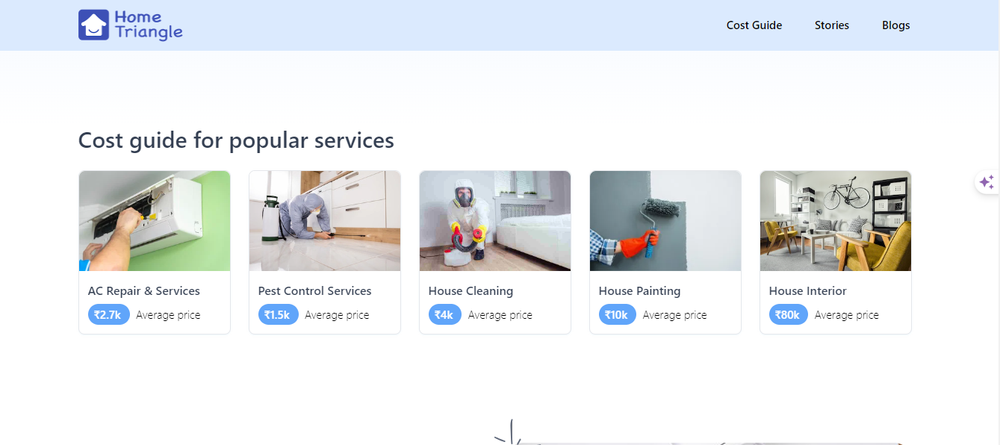 Home
Triangle
Cost Guide
Stories
Blogs
Cost guide for popular services
AC Repair & Services
₹2.7k Average price
Pest Control Services
₹1.5k Average price
House Cleaning
₹4k Average price
House Painting
₹10k Average price
House Interior
₹80k Average price